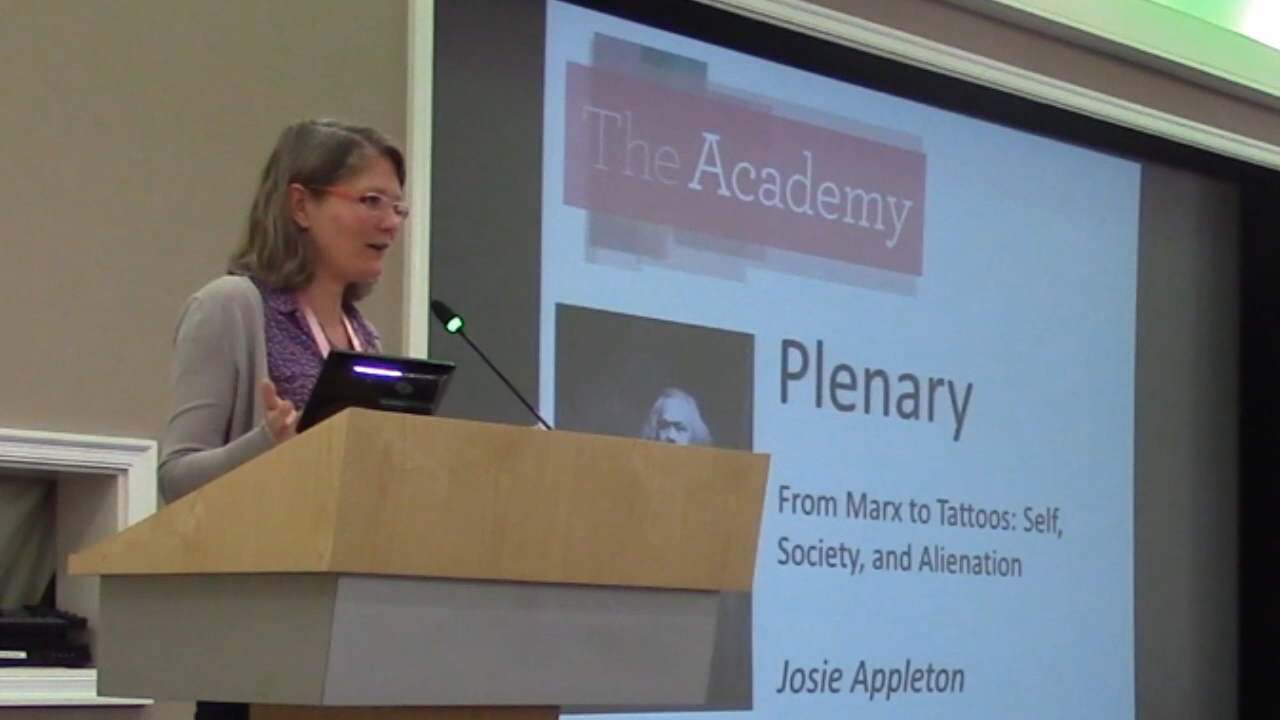 The Academy
Plenary
From Marx to Tattoos: Self,
Society, and Alienation
Josie Appleton